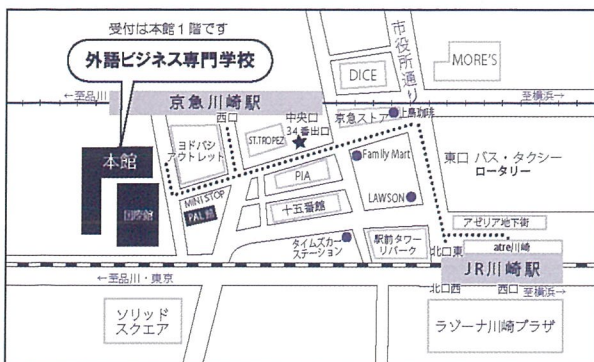 受付は本館1階です
外語ビジネス専門学校
市役所通り
DICE
MORE'S
←至品川
至横浜→
京急川崎駅
西口
中央口
34番出口
京急ストア
上島珈琲
ヨドバシ
アウトレット
ST.TROPEZ
本館
国際館
MINI STOP
PAL館
PIA
Family Mart
東口 バス・タクシー
ロータリー
十五番館
LAWSON
アゼリア地下街
タイムズカー
ステーション
駅前タワー
リパーク
北口東
atre川崎
JR川崎駅
←至品川・東京
北口西
西口
至横浜→
ソリッド
スクエア
ラゾーナ川崎プラザ